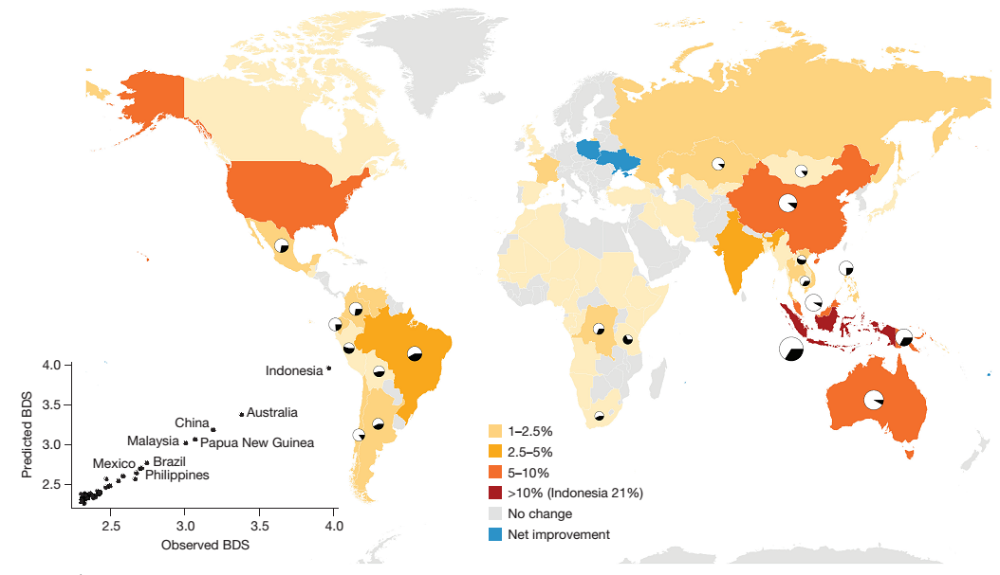 4.0
3.5
3.0
2.5
Predicted BDS
Indonesia
Australia
China
Malaysia
Papua New Guinea
Mexico
Brazil
Philippines
2.5
3.0
3.5
4.0
Observed BDS
1–2.5%
2.5–5%
5–10%
>10% (Indonesia 21%)
No change
Net improvement